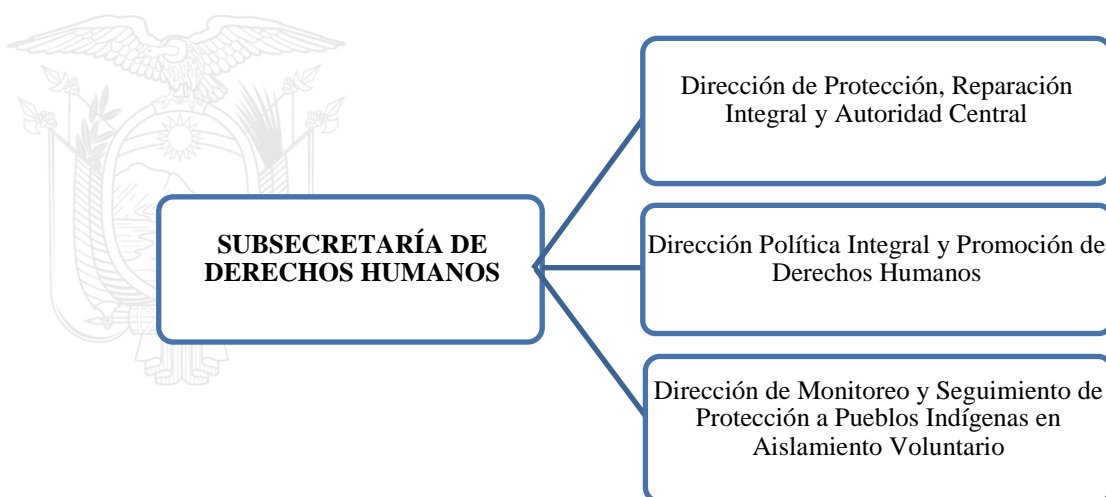 SUBSECRETARÍA DE
DERECHOS HUMANOS
Dirección de Protección, Reparación
Integral y Autoridad Central
Dirección Política Integral y Promoción de
Derechos Humanos
Dirección de Monitoreo y Seguimiento de
Protección a Pueblos Indígenas en
Aislamiento Voluntario